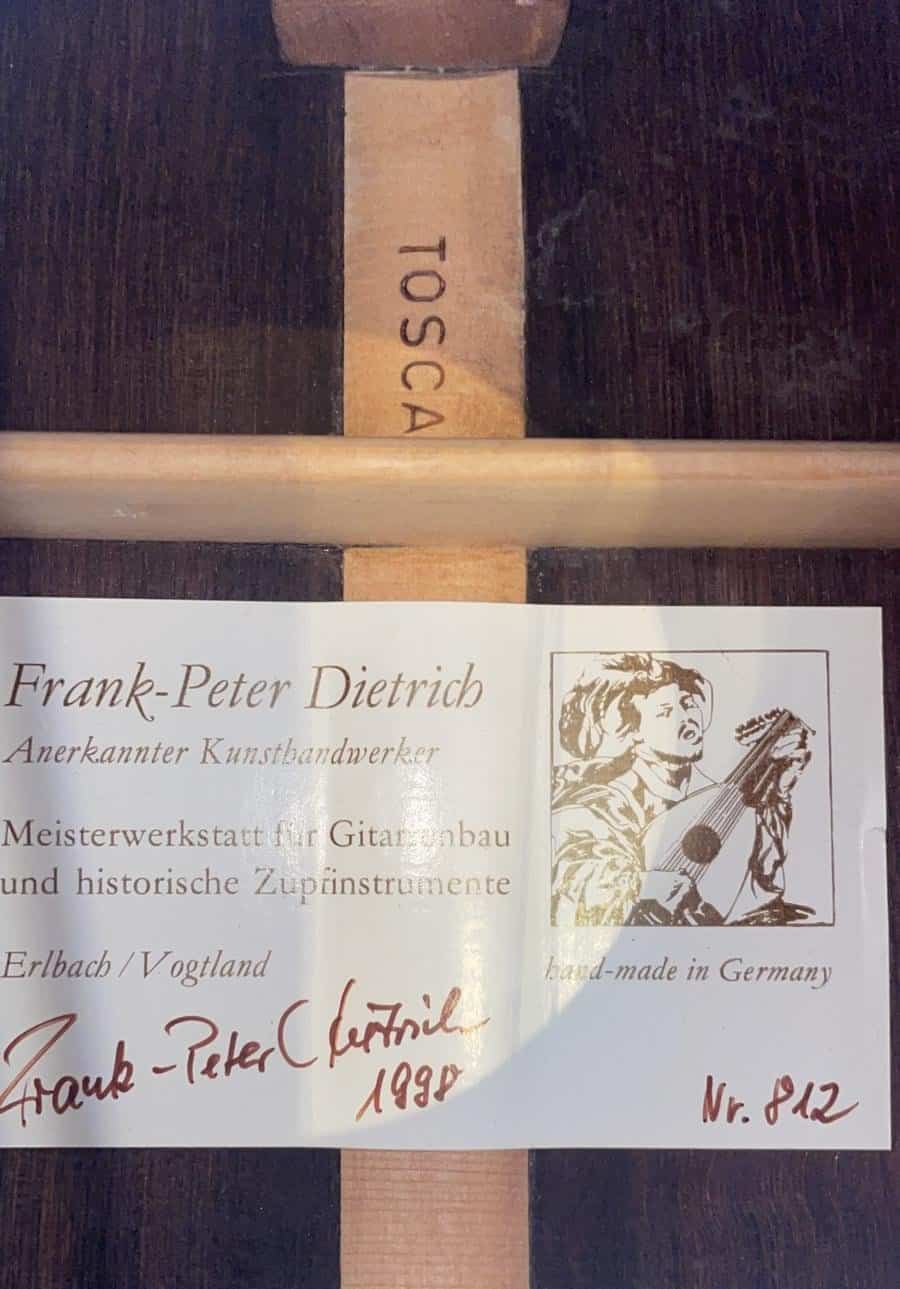 TOSCA
Frank-Peter Dietrich
Anerkannter Kunsthandwerker
Meisterwerkstatt für Gitarrenbau
und historische Zupfinstrumente
Erlbach / Vogtland
hand-made in Germany
Frank-Peter Dietrich
1998
Nr. 812